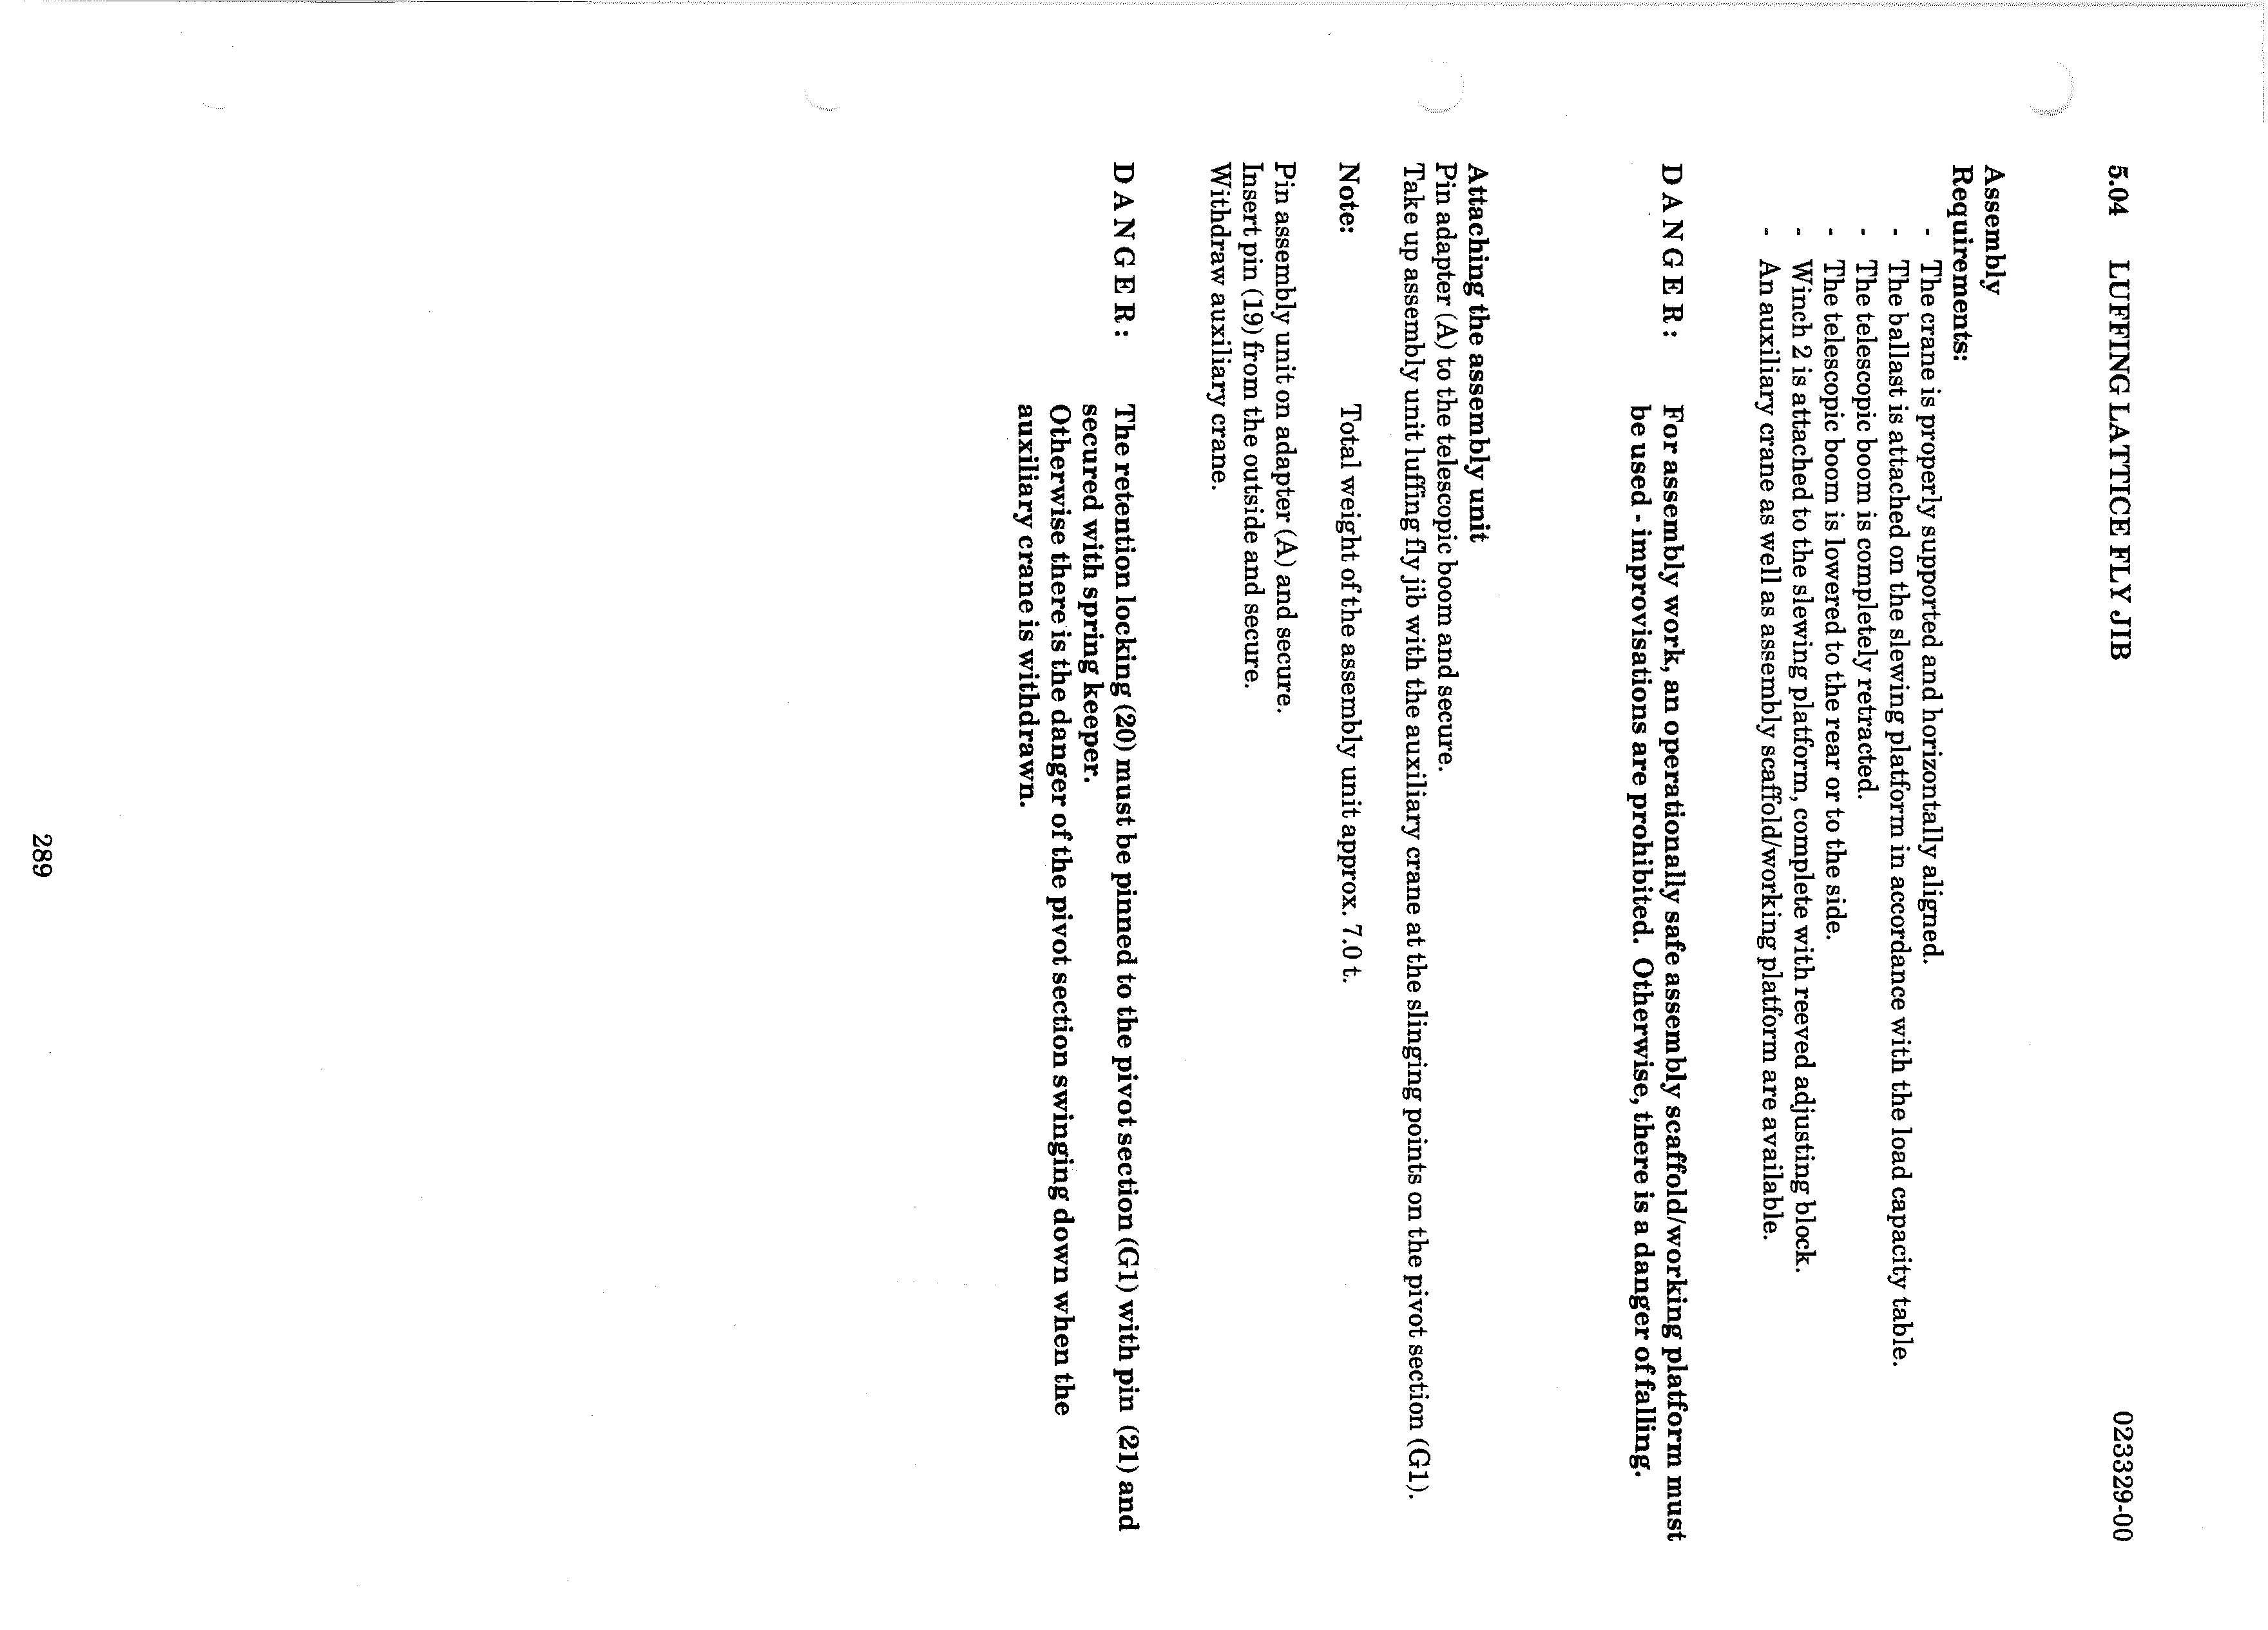 5.04 LUFFING LATTICE FLY JIB 023329-00
Assembly
Requirements:
- The crane is properly supported and horizontally aligned.
- The ballast is attached on the slewing platform in accordance with the load capacity table.
- The telescopic boom is completely retracted.
- The telescopic boom is lowered to the rear or to the side.
- Winch 2 is attached to the slewing platform, complete with reeved adjusting block.
- An auxiliary crane as well as assembly scaffold/working platform are available.
D A N G E R : For assembly work, an operationally safe assembly scaffold/working platform must
be used - improvisations are prohibited. Otherwise, there is a danger of falling.
Attaching the assembly unit
Pin adapter (A) to the telescopic boom and secure.
Take up assembly unit luffing fly jib with the auxiliary crane at the slinging points on the pivot section (G1).
Note: Total weight of the assembly unit approx. 7.0 t.
Pin assembly unit on adapter (A) and secure.
Insert pin (19) from the outside and secure.
Withdraw auxiliary crane.
D A N G E R : The retention locking (20) must be pinned to the pivot section (G1) with pin (21) and
secured with spring keeper.
Otherwise there is the danger of the pivot section swinging down when the
auxiliary crane is withdrawn.
289